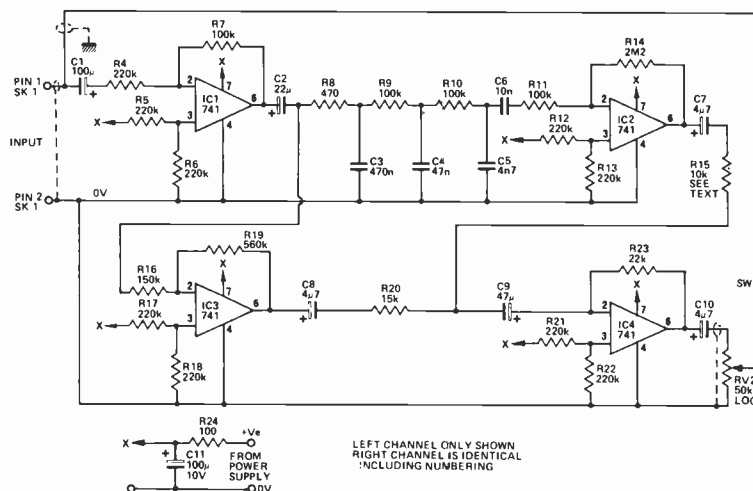 R7
100k
R14
2M2
C1
100μ
R4
220k
X
C2
22μ
R8
470
R9
100k
R10
100k
C6
10n
R11
100k
X
C7
4μ7
PIN 1
SK 1
+
2
7
6
+
2
7
6
+
R5
220k
IC1
741
R12
220k
IC2
741
X
3
4
X
3
4
INPUT
R6
220k
C3
470n
C4
47n
C5
4n7
R13
220k
R15
10k
SEE
TEXT
PIN 2
SK 1
0V
R19
560k
R23
22k
R16
150k
X
C8
4μ7
R20
15k
C9
47μ
X
SW
2
7
6
+
+
2
7
6
C10
4μ7
+
R17
220k
IC3
741
R21
220k
IC4
741
X
3
4
X
3
4
R18
220k
R22
220k
RV2
50k
LOG
R24
100
+Ve
X
FROM
POWER
SUPPLY
+
C11
100μ
10V
0V
LEFT CHANNEL ONLY SHOWN
RIGHT CHANNEL IS IDENTICAL
INCLUDING NUMBERING